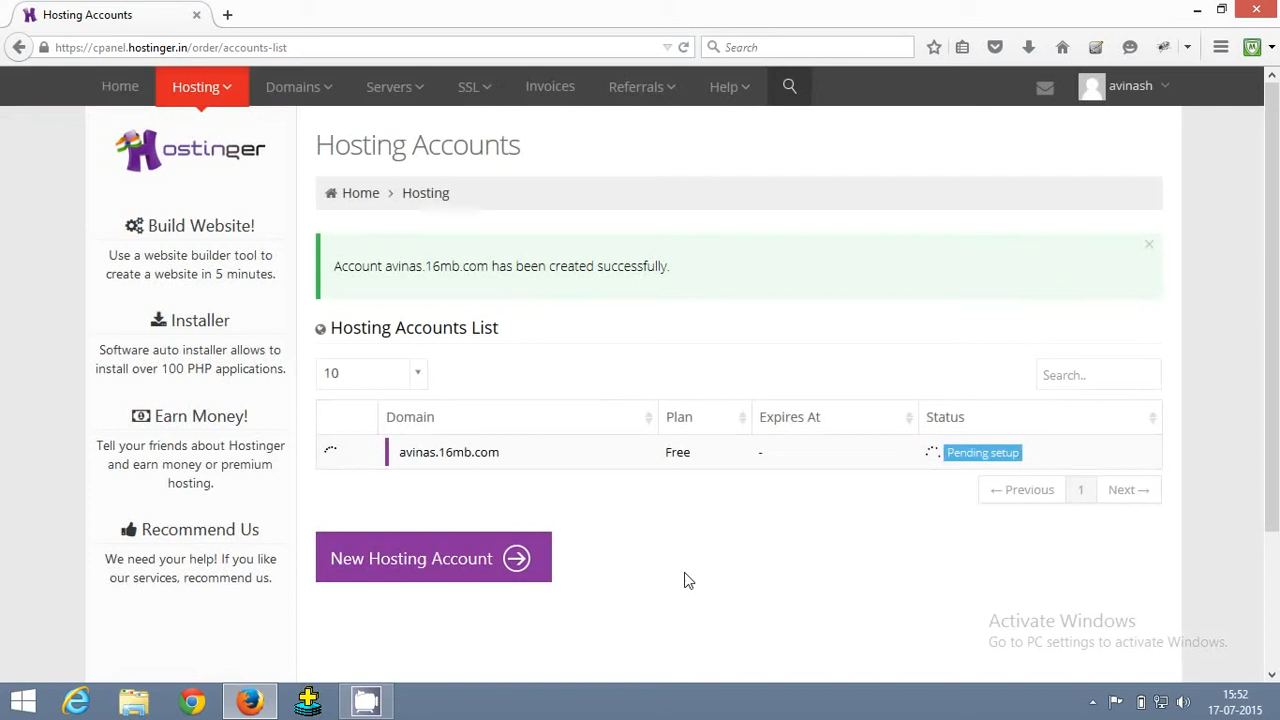 Hosting Accounts
https://cpanel.hostinger.in/order/accounts-list
Search
Home
Hosting
Domains
Servers
SSL
Invoices
Referrals
Help
avinash
Hostinger
Build Website!
Use a website builder tool to
create a website in 5 minutes.
Installer
Software auto installer allows to
install over 100 PHP applications.
Earn Money!
Tell your friends about Hostinger
and earn money or premium
hosting.
Recommend Us
We need your help! If you like
our services, recommend us.
Hosting Accounts
Home > Hosting
Account avinas.16mb.com has been created successfully.
Hosting Accounts List
10
Search..
Domain Plan Expires At Status
avinas.16mb.com Free - Pending setup
← Previous 1 Next →
New Hosting Account
Activate Windows
Go to PC settings to activate Windows.
15:52
17-07-2015